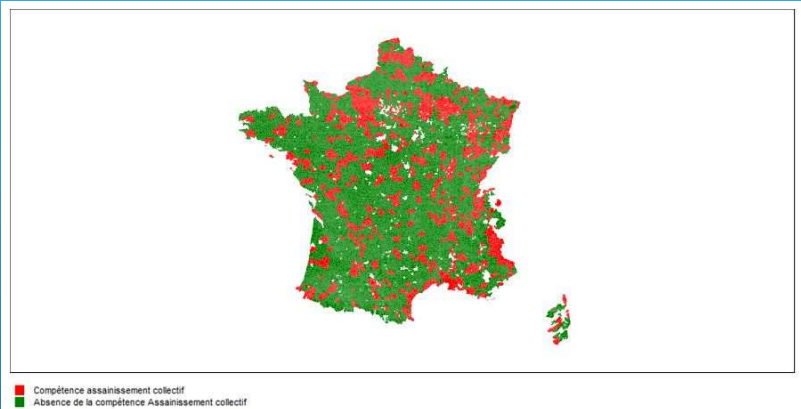 Compétence assainissement collectif
Absence de la compétence Assainissement collectif